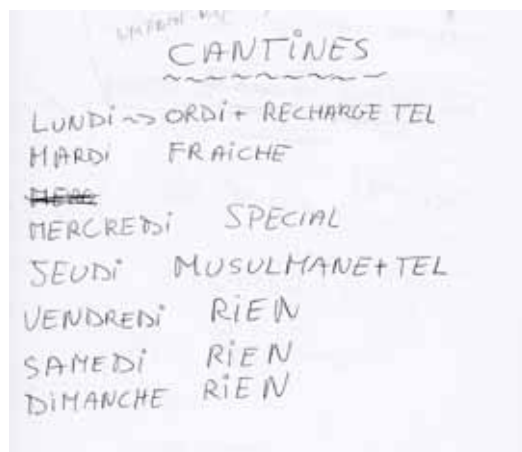 CANTINES
LUNDI ~> ORDI + RECHARGE TEL
MARDI FRAICHE
MERCREDI SPECIAL
JEUDI MUSULMANE + TEL
VENDREDI RIEN
SAMEDI RIEN
DIMANCHE RIEN